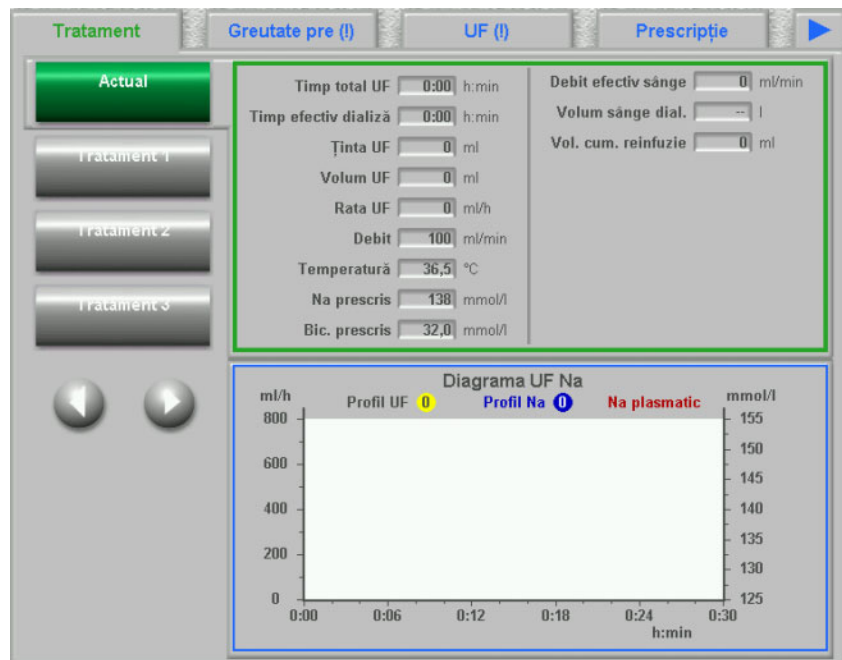 Tratament
Greutate pre (!)
UF (!)
Prescripție
Actual
Tratament 1
Tratament 2
Tratament 3
Timp total UF 0:00 h:min
Timp efectiv dializă 0:00 h:min
Ținta UF 0 ml
Volum UF 0 ml
Rata UF 0 ml/h
Debit 100 ml/min
Temperatură 36,5 °C
Na prescris 138 mmol/l
Bic. prescris 32,0 mmol/l
Debit efectiv sânge 0 ml/min
Volum sânge dial. -- l
Vol. cum. reinfuzie 0 ml
Diagrama UF Na
ml/h
Profil UF 0 Profil Na 0 Na plasmatic
mmol/l
800
600
400
200
0
155
150
145
140
135
130
125
0:00 0:06 0:12 0:18 0:24 0:30
h:min